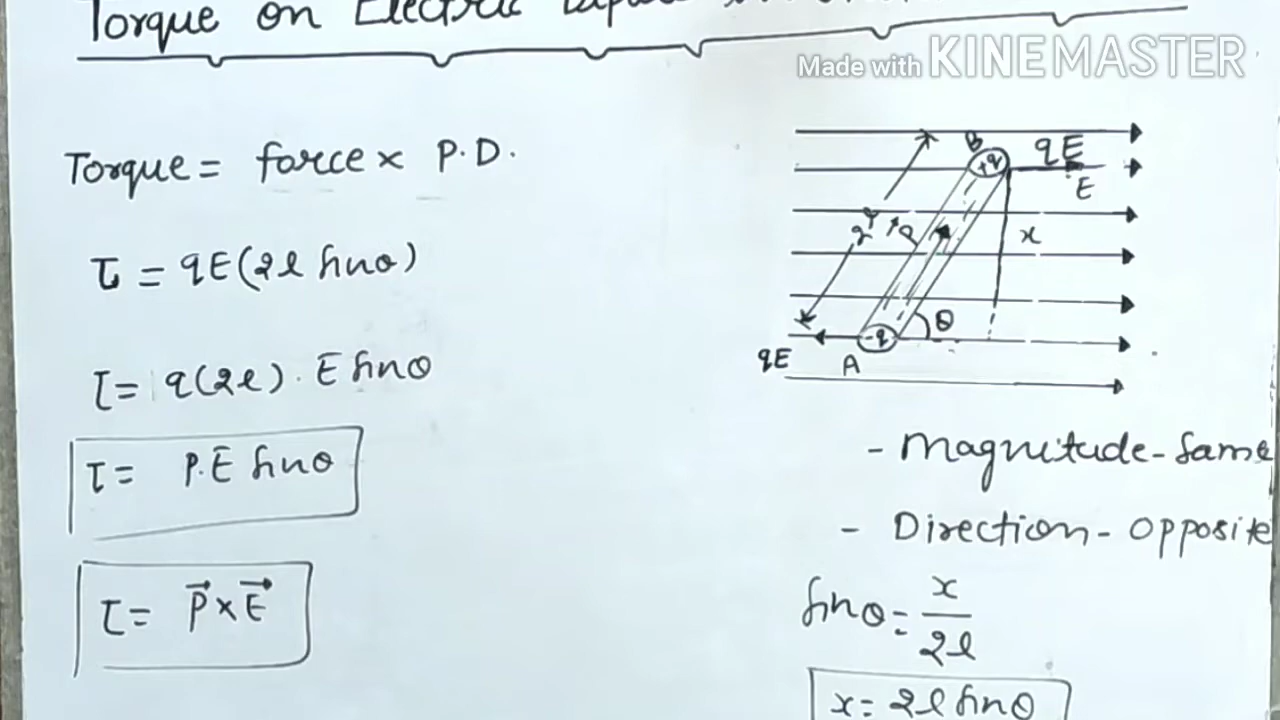 Torque on Electric
Made with KINEMASTER
Torque = force × P.D.
τ = qE(2l sinθ)
τ = q(2l). E sinθ
τ = P.E sinθ
τ = P⃗ × E⃗
B
+q
qE
E
2l
P
x
θ
-q
qE
A
- Magnitude - Same
- Direction - opposite
sinθ = x/2l
x = 2l sinθ